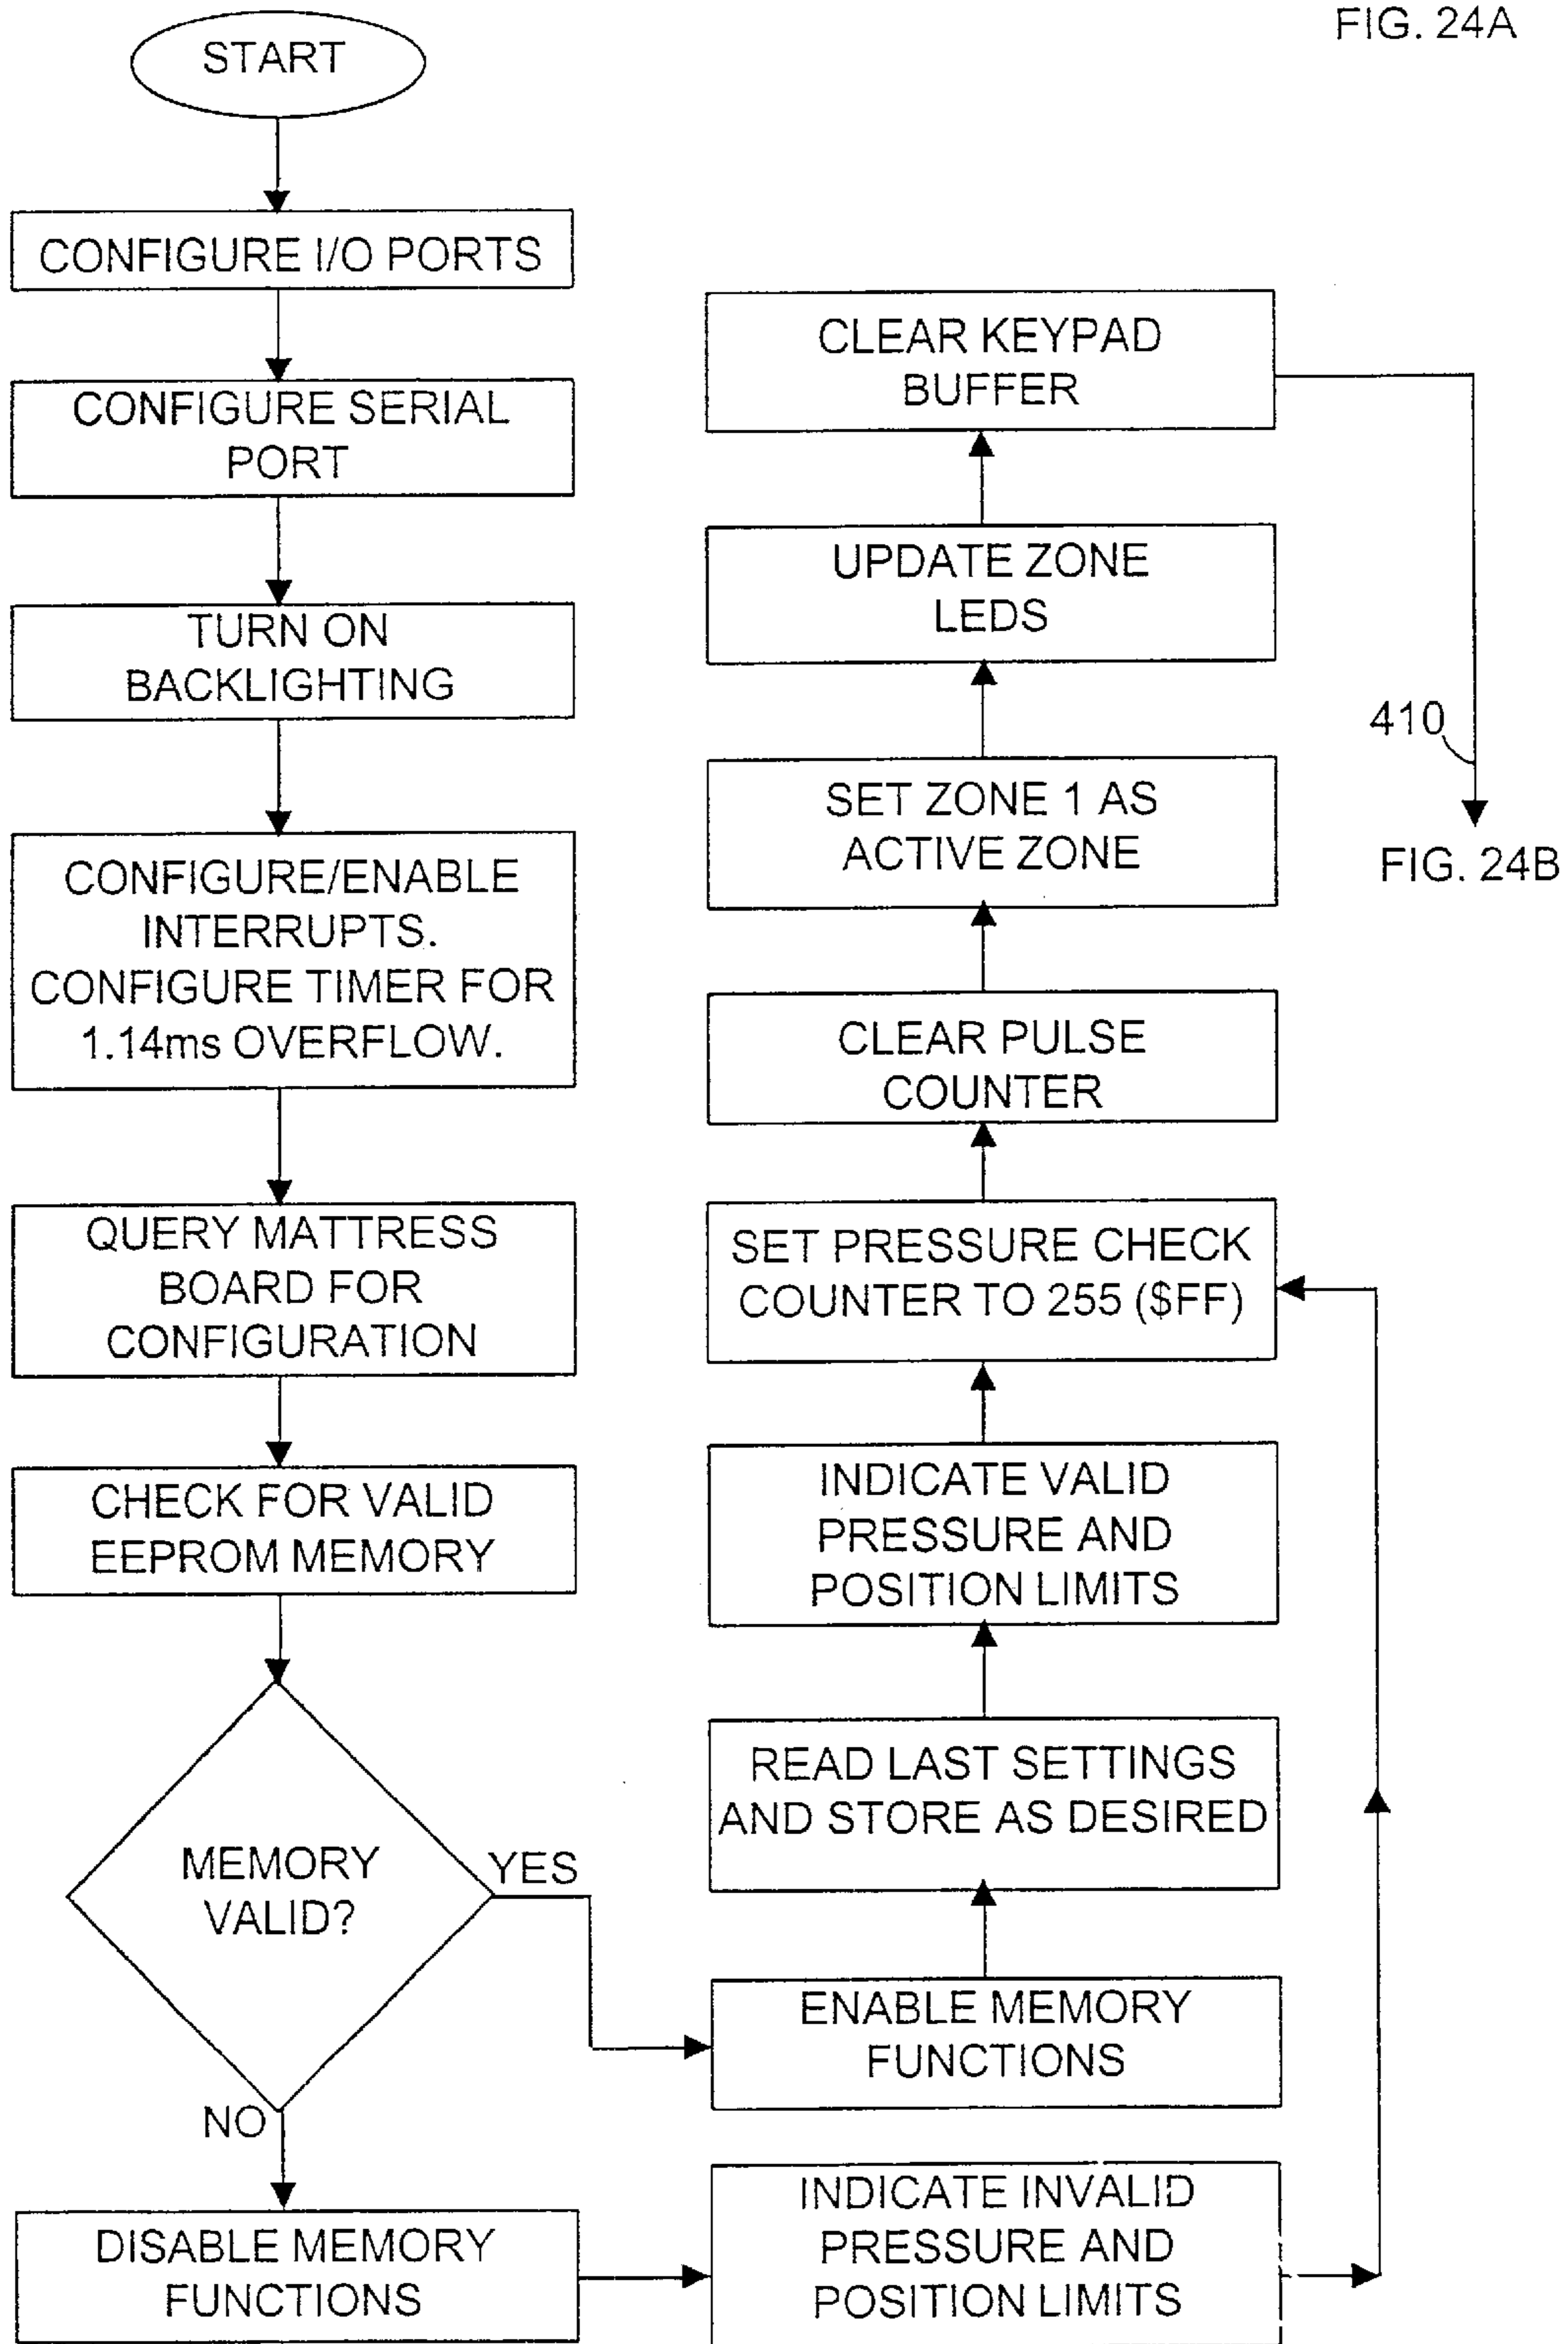 FIG. 24A
START
CONFIGURE I/O PORTS
CONFIGURE SERIAL
PORT
TURN ON
BACKLIGHTING
CONFIGURE/ENABLE
INTERRUPTS.
CONFIGURE TIMER FOR
1.14ms OVERFLOW.
QUERY MATTRESS
BOARD FOR
CONFIGURATION
CHECK FOR VALID
EEPROM MEMORY
MEMORY
VALID?
YES
NO
DISABLE MEMORY
FUNCTIONS
INDICATE INVALID
PRESSURE AND
POSITION LIMITS
ENABLE MEMORY
FUNCTIONS
READ LAST SETTINGS
AND STORE AS DESIRED
INDICATE VALID
PRESSURE AND
POSITION LIMITS
SET PRESSURE CHECK
COUNTER TO 255 ($FF)
CLEAR PULSE
COUNTER
SET ZONE 1 AS
ACTIVE ZONE
UPDATE ZONE
LEDS
CLEAR KEYPAD
BUFFER
410
FIG. 24B